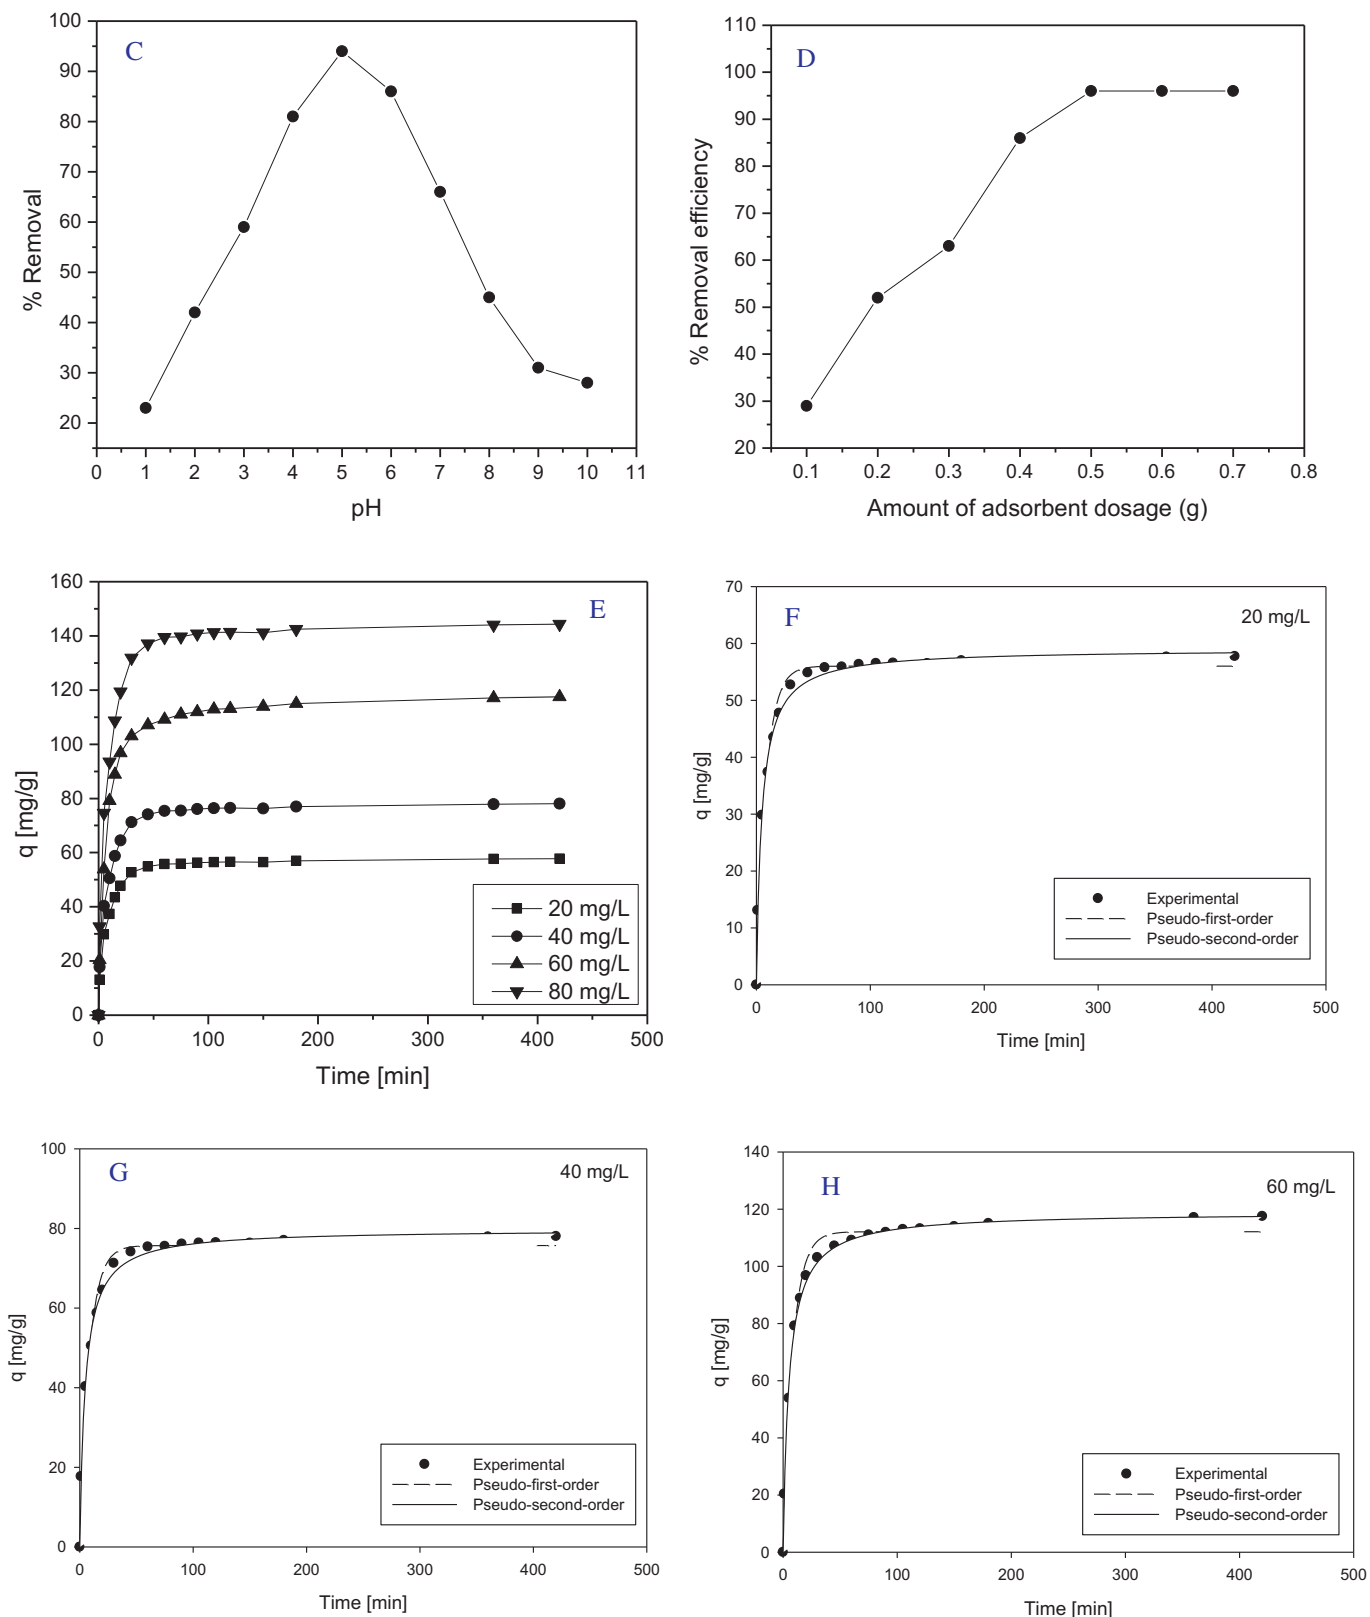 C
% Removal
100
90
80
70
60
50
40
30
20
0 1 2 3 4 5 6 7 8 9 10 11
pH
D
% Removal efficiency
110
100
90
80
70
60
50
40
30
20
0.1 0.2 0.3 0.4 0.5 0.6 0.7 0.8
Amount of adsorbent dosage (g)
E
q [mg/g]
160
140
120
100
80
60
40
20
0
20 mg/L
40 mg/L
60 mg/L
80 mg/L
0 100 200 300 400 500
Time [min]
F
20 mg/L
q [mg/g]
70
60
50
40
30
20
10
0
Experimental
Pseudo-first-order
Pseudo-second-order
0 100 200 300 400 500
Time [min]
G
40 mg/L
q [mg/g]
100
80
60
40
20
0
Experimental
Pseudo-first-order
Pseudo-second-order
0 100 200 300 400 500
Time [min]
H
60 mg/L
q [mg/g]
140
120
100
80
60
40
20
0
Experimental
Pseudo-first-order
Pseudo-second-order
0 100 200 300 400 500
Time [min]